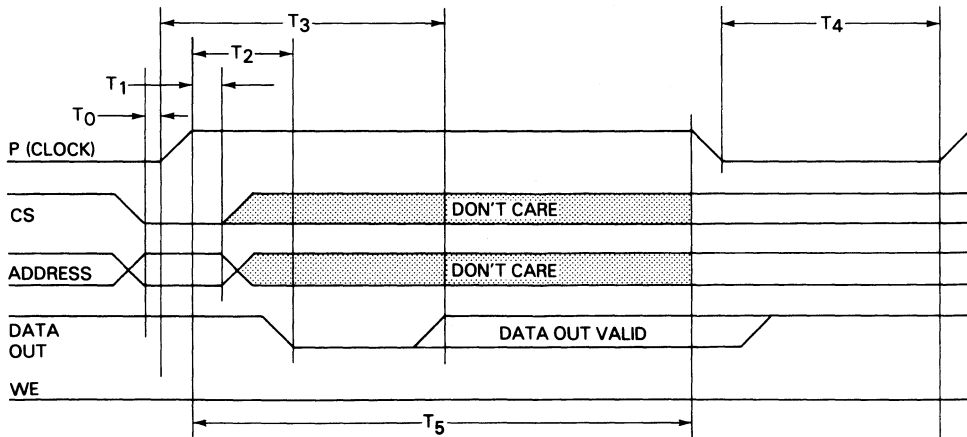 T3
T4
T2
T1
T0
P (CLOCK)
CS
DON'T CARE
ADDRESS
DON'T CARE
DATA
OUT
DATA OUT VALID
WE
T5